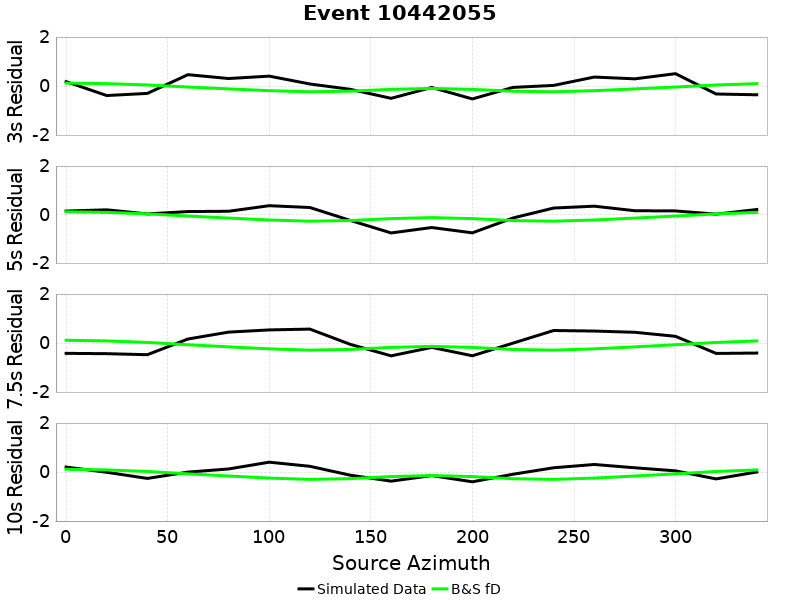 Event 10442055
3s Residual
2
0
-2
5s Residual
2
0
-2
7.5s Residual
2
0
-2
10s Residual
2
0
-2
0 50 100 150 200 250 300
Source Azimuth
Simulated Data B&S fD